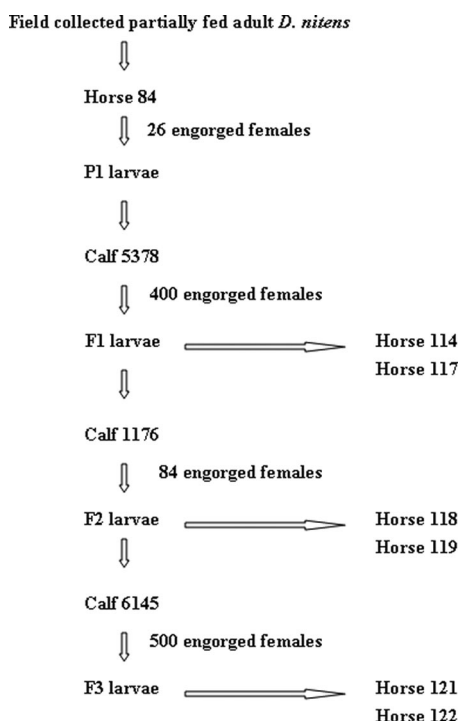 Field collected partially fed adult D. nitens
Horse 84
26 engorged females
P1 larvae
Calf 5378
400 engorged females
F1 larvae
Horse 114
Horse 117
Calf 1176
84 engorged females
F2 larvae
Horse 118
Horse 119
Calf 6145
500 engorged females
F3 larvae
Horse 121
Horse 122